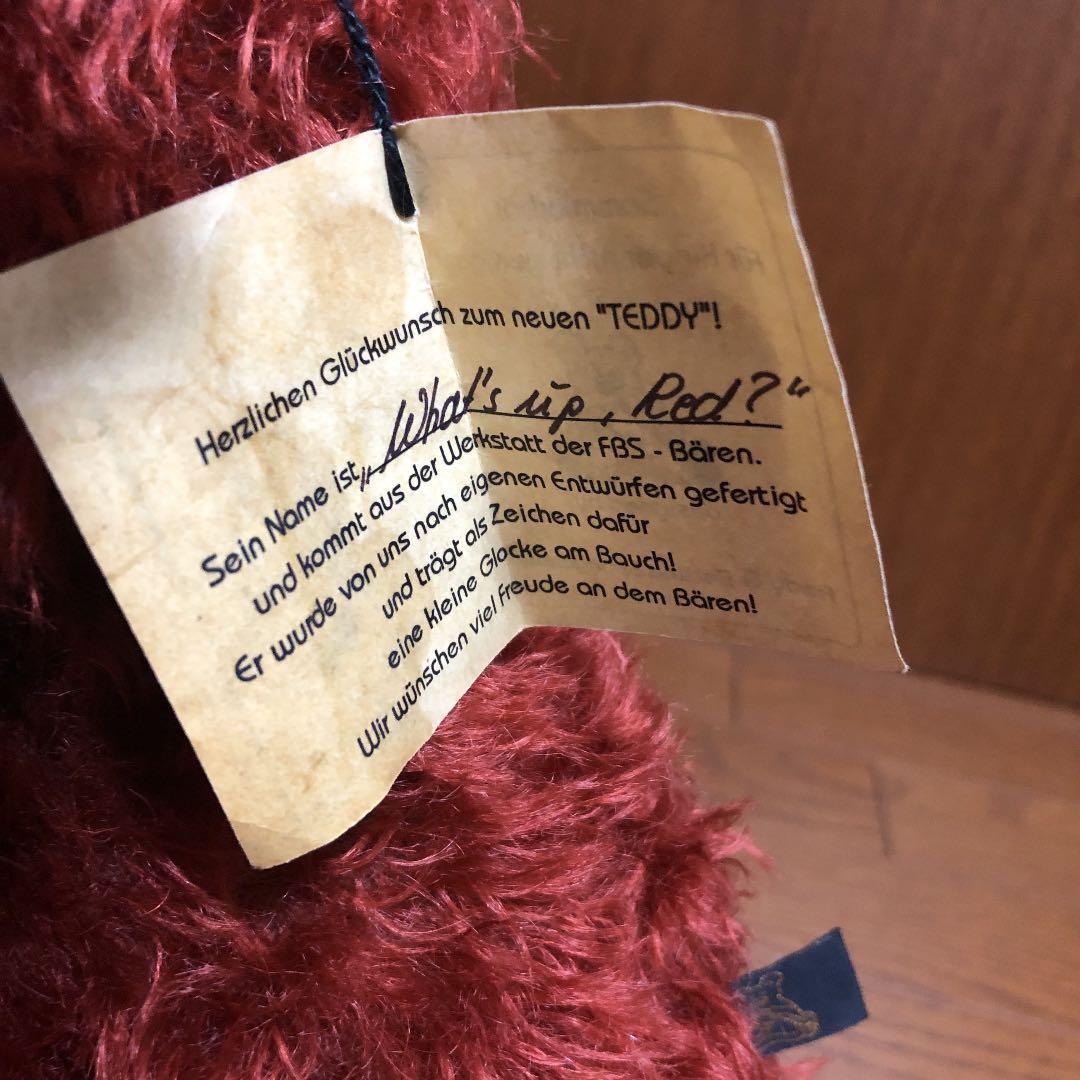 Herzlichen Glückwunsch zum neuen "TEDDY"!
Sein Name ist „What's up, Red?“
und kommt aus der Werkstatt der FBS - Bären.
Er wurde von uns nach eigenen Entwürfen gefertigt
und trägt als Zeichen dafür
eine kleine Glocke am Bauch!
Wir wünschen viel Freude an dem Bären!